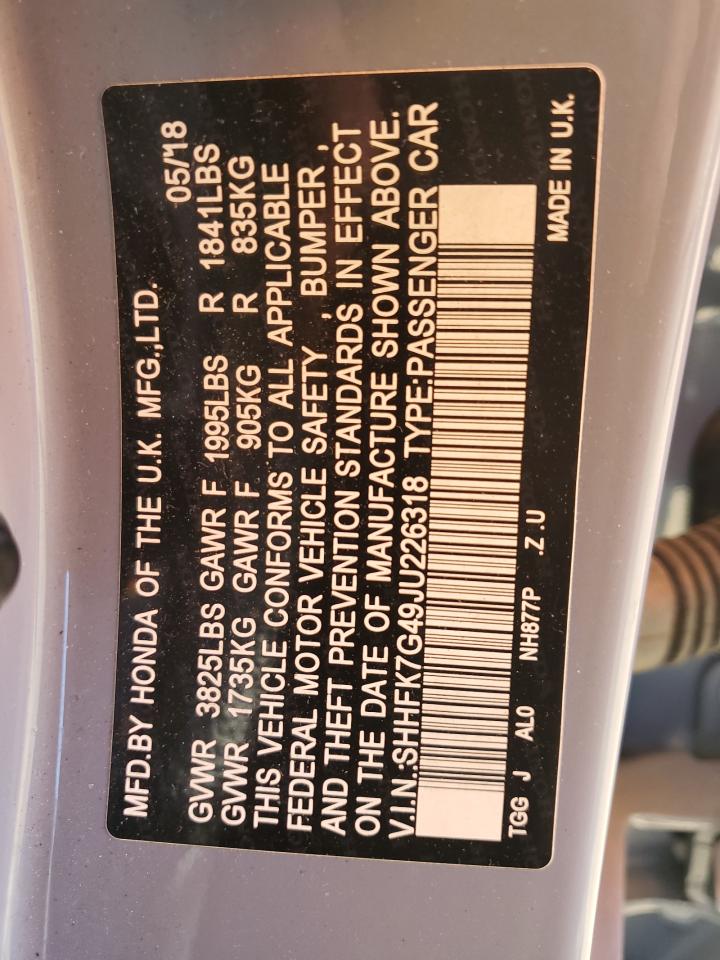 MFD.BY HONDA OF THE U.K. MFG.,LTD. 05/18
GVWR 3825LBS GAWR F 1995LBS R 1841LBS
GVWR 1735KG GAWR F 905KG R 835KG
THIS VEHICLE CONFORMS TO ALL APPLICABLE
FEDERAL MOTOR VEHICLE SAFETY , BUMPER ,
AND THEFT PREVENTION STANDARDS IN EFFECT
ON THE DATE OF MANUFACTURE SHOWN ABOVE.
V.I.N.:SHHFK7G49JU226318 TYPE:PASSENGER CAR
TGG J AL0 NH877P .Z .U MADE IN U.K.